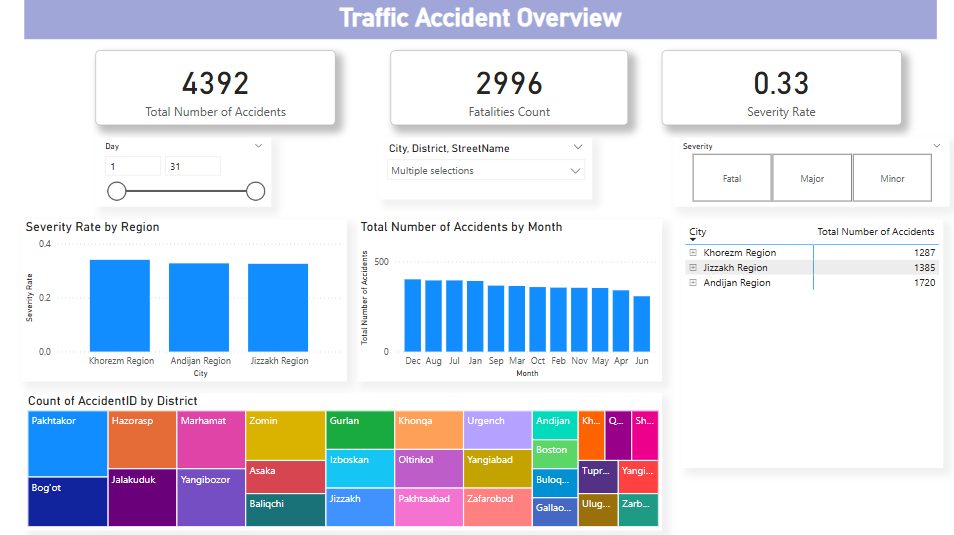 Traffic Accident Overview
4392
Total Number of Accidents
2996
Fatalities Count
0.33
Severity Rate
Day
1 31
City, District, StreetName
Multiple selections
Severity
Fatal Major Minor
Severity Rate by Region
0.4
0.2
0.0
Severity Rate
Khorezm Region Andijan Region Jizzakh Region
City
Total Number of Accidents by Month
500
0
Total Number of Accidents
Dec Aug Jul Jan Sep Mar Oct Feb Nov May Apr Jun
Month
City Total Number of Accidents
Khorezm Region 1287
Jizzakh Region 1385
Andijan Region 1720
Count of AccidentID by District
Pakhtakor Hazorasp Marhamat Zomin Gurlan Khonqa Urgench Andijan Kh... Q... Sh...
Boston
Izboskan Oltinkol Yangiabad
Asaka Tupr... Yangi...
Jalakuduk Yangibozor Buloq...
Bog'ot
Jizzakh Pakhtaabad Zafarobod
Baliqchi Ulug... Zarb...
Gallao...